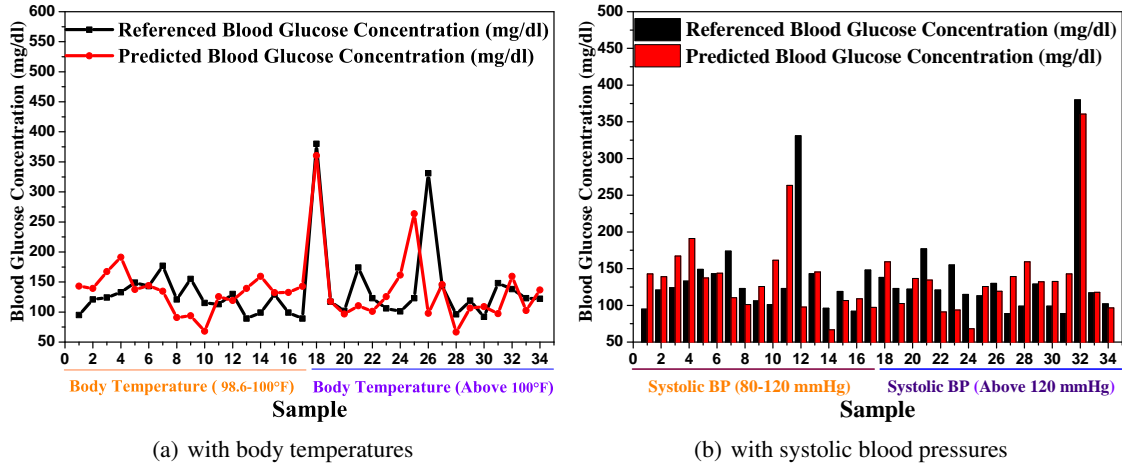 Blood Glucose Concentration (mg/dl)
600
550
500
450
400
350
300
250
200
150
100
50
Referenced Blood Glucose Concentration (mg/dl)
Predicted Blood Glucose Concentration (mg/dl)
0 2 4 6 8 10 12 14 16 18 20 22 24 26 28 30 32 34
Body Temperature ( 98.6-100°F) Body Temperature (Above 100°F)
Sample
(a) with body temperatures
Blood Glucose Concentration (mg/dl)
500
450
400
350
300
250
200
150
100
50
Referenced Blood Glucose Concentration (mg/dl)
Predicted Blood Glucose Concentration (mg/dl)
0 2 4 6 8 10 12 14 16 18 20 22 24 26 28 30 32 34
Systolic BP (80-120 mmHg) Systolic BP (Above 120 mmHg)
Sample
(b) with systolic blood pressures